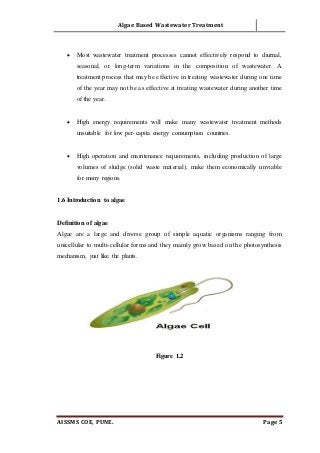 Algae Based Wastewater Treatment
• Most wastewater treatment processes cannot effectively respond to diurnal,
seasonal, or long-term variations in the composition of wastewater. A
treatment process that may be effective in treating wastewater during one time
of the year may not be as effective at treating wastewater during another time
of the year.
• High energy requirements will make many wastewater treatment methods
unsuitable for low per-capita energy consumption countries.
• High operation and maintenance requirements, including production of large
volumes of sludge (solid waste material), make them economically unviable
for many regions.
1.6 Introduction to algae
Definition of algae
Algae are a large and diverse group of simple aquatic organisms ranging from
unicellular to multi-cellular forms and they mainly grow based on the photosynthesis
mechanism, just like the plants.
Algae Cell
Figure 1.2
AISSMS COE, PUNE. Page 5